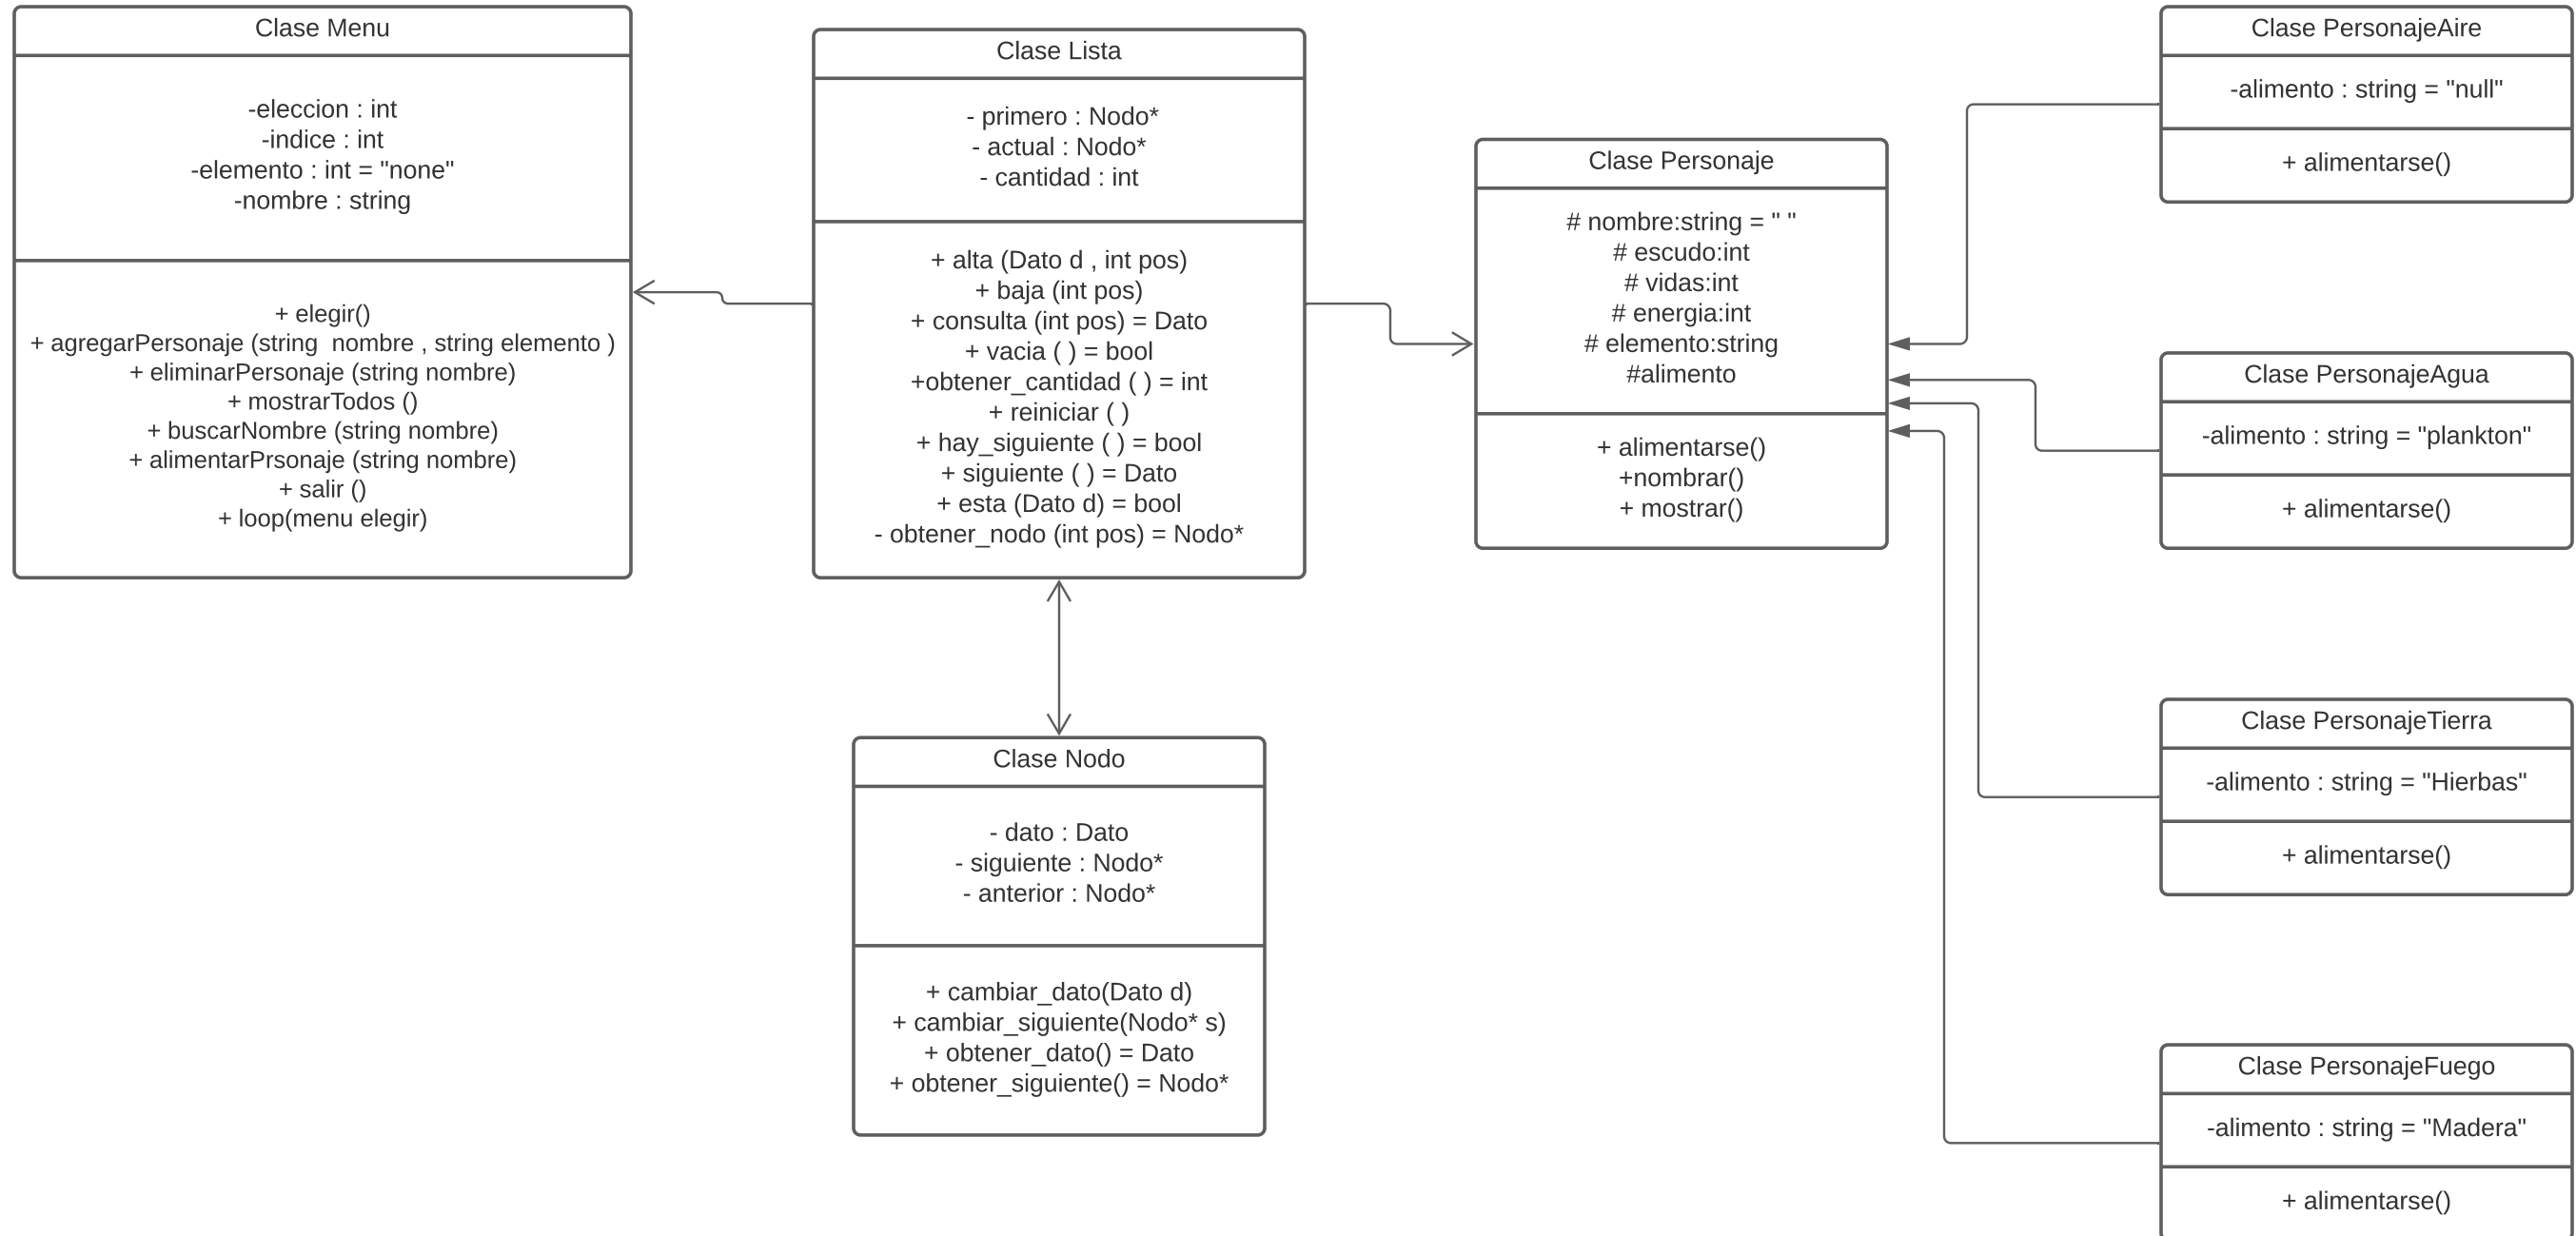 Clase Menu
-eleccion : int
-indice : int
-elemento : int = "none"
-nombre : string
+ elegir()
+ agregarPersonaje (string  nombre , string elemento )
+ eliminarPersonaje (string nombre)
+ mostrarTodos ()
+ buscarNombre (string nombre)
+ alimentarPrsonaje (string nombre)
+ salir ()
+ loop(menu elegir)
Clase Lista
- primero : Nodo*
- actual : Nodo*
- cantidad : int
+ alta (Dato d , int pos)
+ baja (int pos)
+ consulta (int pos) = Dato
+ vacia ( ) = bool
+obtener_cantidad ( ) = int
+ reiniciar ( )
+ hay_siguiente ( ) = bool
+ siguiente ( ) = Dato
+ esta (Dato d) = bool
- obtener_nodo (int pos) = Nodo*
Clase Nodo
- dato : Dato
- siguiente : Nodo*
- anterior : Nodo*
+ cambiar_dato(Dato d)
+ cambiar_siguiente(Nodo* s)
+ obtener_dato() = Dato
+ obtener_siguiente() = Nodo*
Clase Personaje
# nombre:string = " "
# escudo:int
# vidas:int
# energia:int
# elemento:string
#alimento
+ alimentarse()
+nombrar()
+ mostrar()
Clase PersonajeAire
-alimento : string = "null"
+ alimentarse()
Clase PersonajeAgua
-alimento : string = "plankton"
+ alimentarse()
Clase PersonajeTierra
-alimento : string = "Hierbas"
+ alimentarse()
Clase PersonajeFuego
-alimento : string = "Madera"
+ alimentarse()